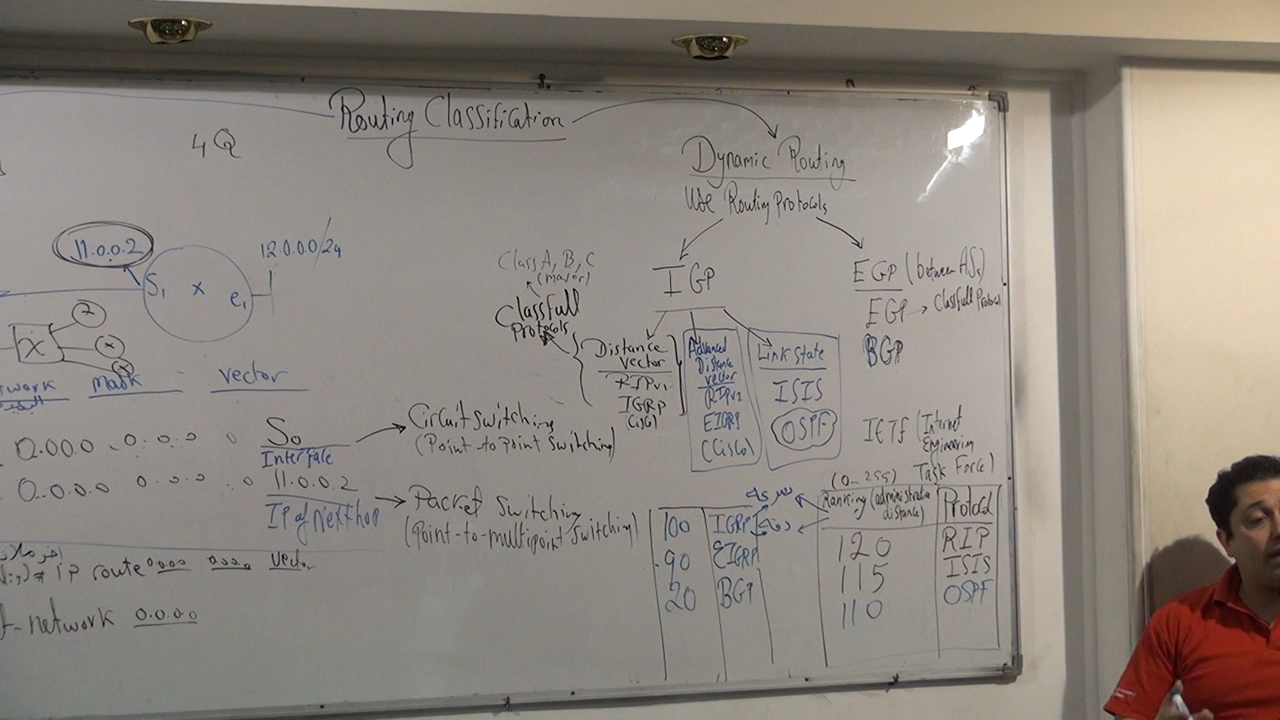 Routing Classification
4Q
Dynamic Routing
Use Routing Protocols
11.0.0.2
12.0.0.0/24
S1
x
e1
IGP
EGP (between ASs)
EGP → Classfull Protocol
BGP
Class A, B, C
(major)
Classfull
Protocols
Distance
vector
RIPv1
IGRP
Cisco
Advanced
Distance
vector
RIPv2
EIGRP
(Cisco)
Link state
ISIS
OSPF
IETF (Internet
Engineering
Task Force)
Mask
vector
0.0.0.0
0.0.0.0
S0
Interface
Circuit switching
(Point-to-Point Switching)
0.0.0.0
0.0.0.0
11.0.0.2
IP of Next hop
Packet Switching
(Point-to-multipoint Switching)
IP route 0.0.0.0 0.0.0.0 vector
-network 0.0.0.0
100 IGRP
90 EIGRP
20 BGP
سرعه
دقه
(0-255)
Ranking (administrative
distance)
Protocol
120 RIP
115 ISIS
110 OSPF